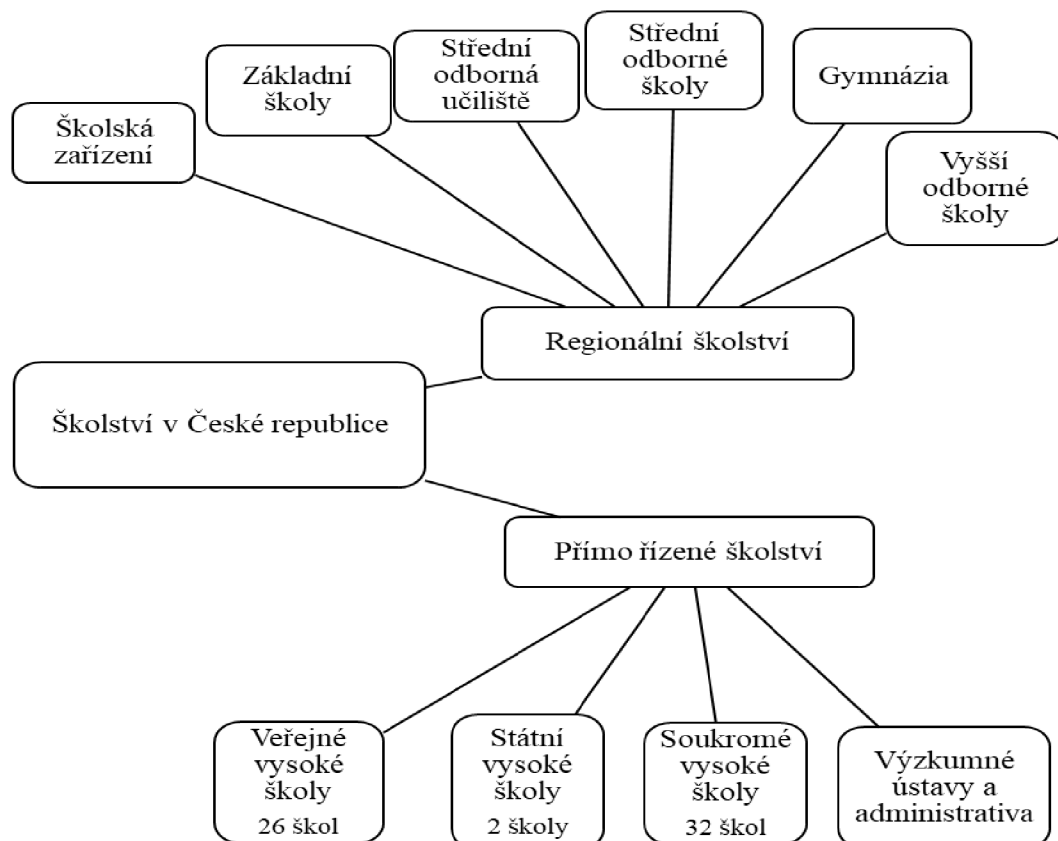 Školská
zařízení
Základní
školy
Střední
odborná
učiliště
Střední
odborné
školy
Gymnázia
Vyšší
odborné
školy
Regionální školství
Školství v České republice
Přímo řízené školství
Veřejné
vysoké
školy
26 škol
Státní
vysoké
školy
2 školy
Soukromé
vysoké
školy
32 škol
Výzkumné
ústavy a
administrativa